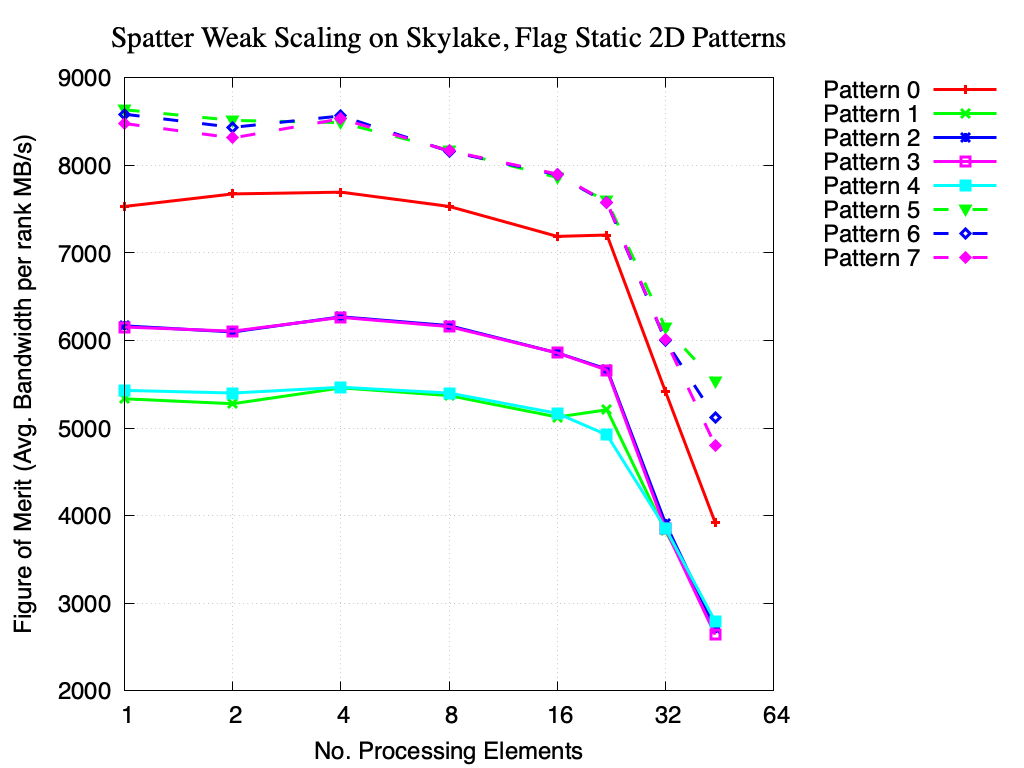 Spatter Weak Scaling on Skylake, Flag Static 2D Patterns
Figure of Merit (Avg. Bandwidth per rank MB/s)
9000
8000
7000
6000
5000
4000
3000
2000
1
2
4
8
16
32
64
No. Processing Elements
Pattern 0
Pattern 1
Pattern 2
Pattern 3
Pattern 4
Pattern 5
Pattern 6
Pattern 7